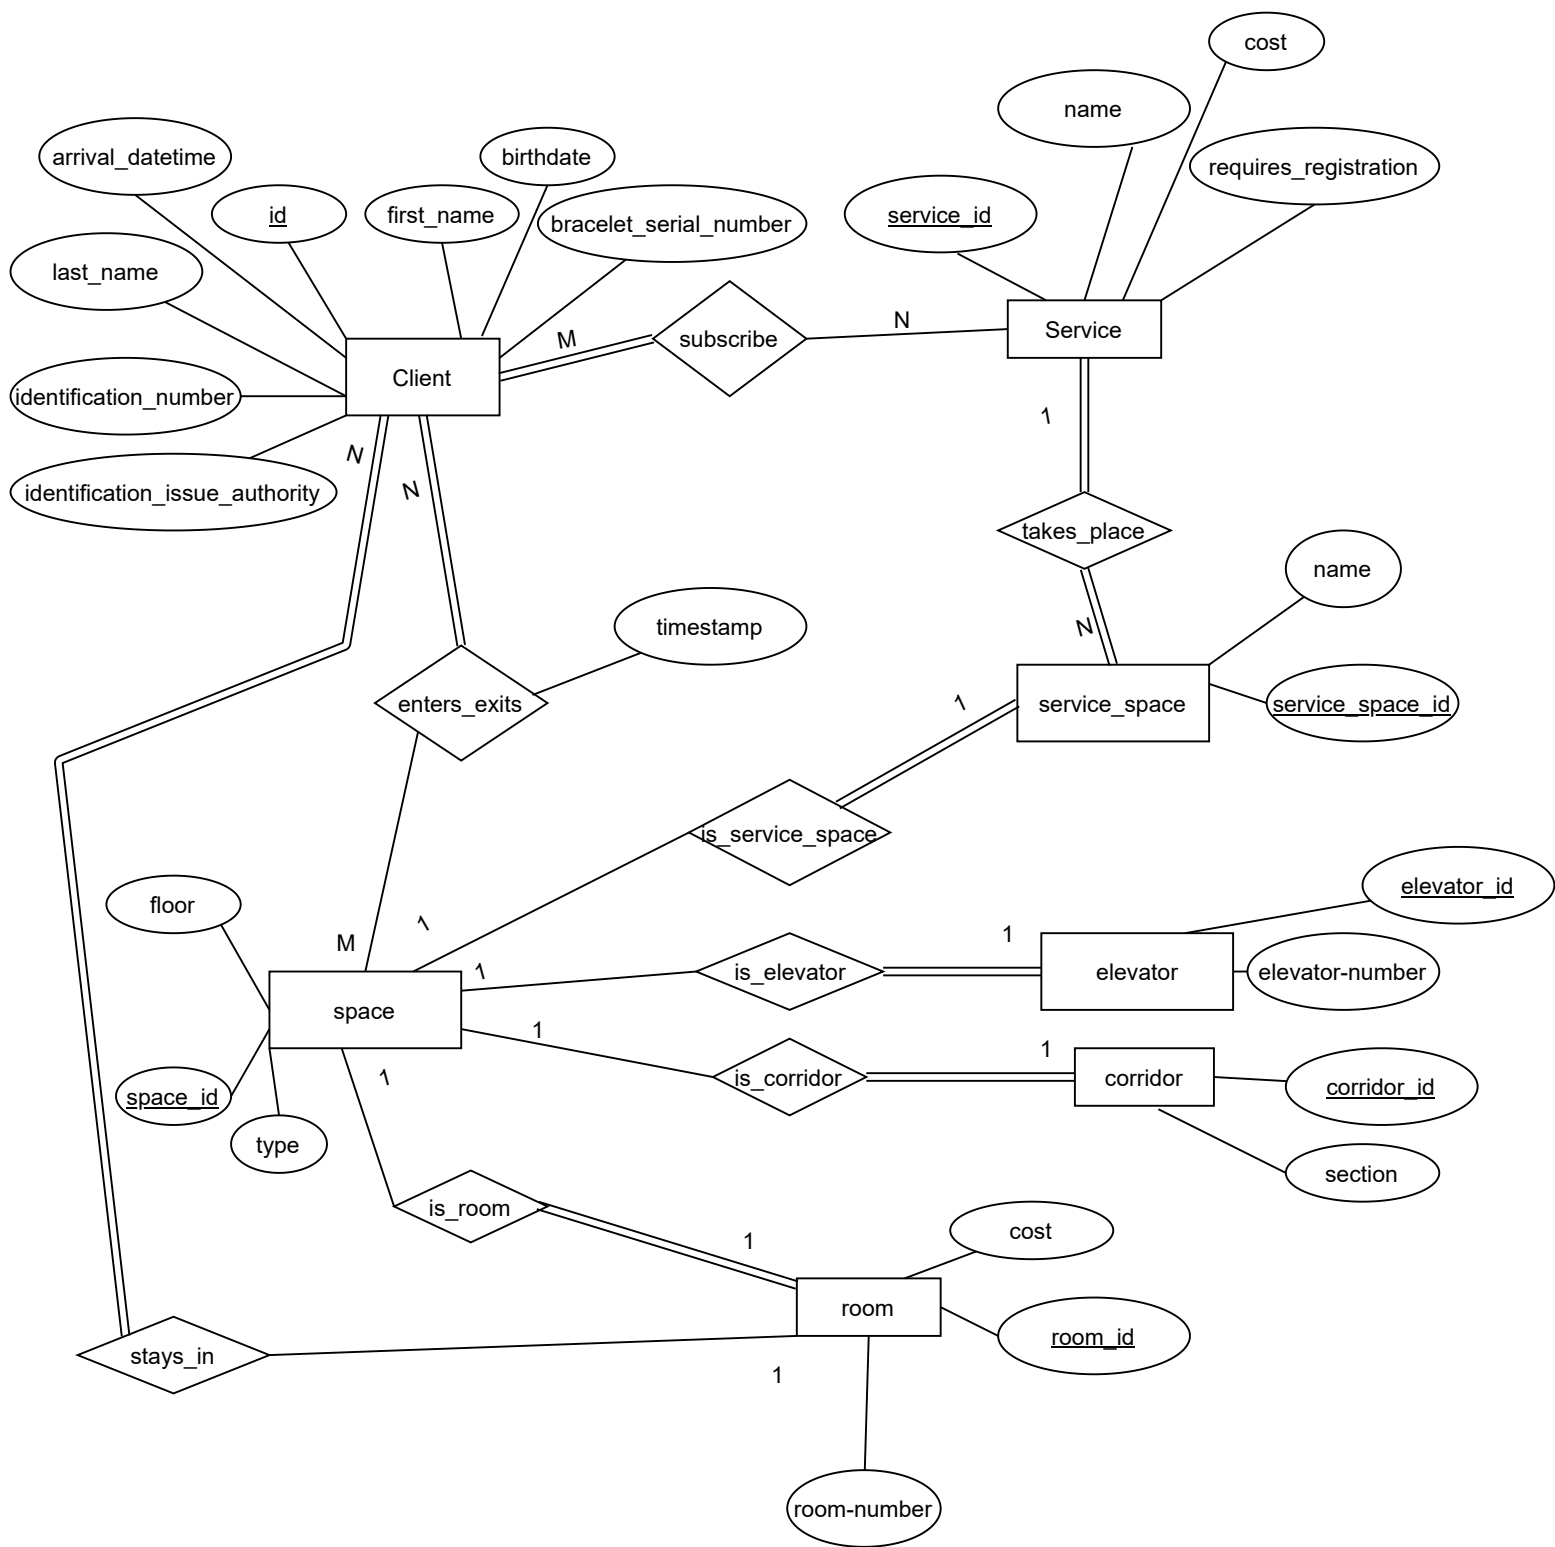 cost
name
birthdate
arrival_datetime
requires_registration
id
first_name
bracelet_serial_number
service_id
last_name
M
subscribe
N
Service
Client
identification_number
1
N
N
identification_issue_authority
takes_place
name
timestamp
N
enters_exits
1
service_space
service_space_id
is_service_space
floor
1
elevator_id
M
1
1
is_elevator
elevator
elevator-number
space
1
1
1
is_corridor
corridor
corridor_id
space_id
type
section
is_room
1
cost
room
room_id
stays_in
1
room-number